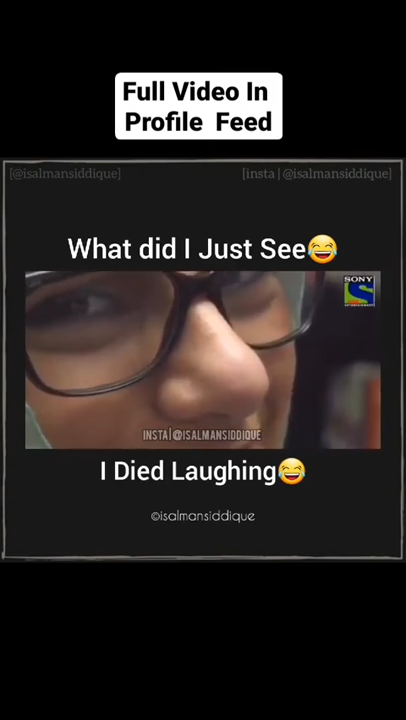 Full Video In
Profile Feed
[@isalmansiddique]
[insta | @isalmansiddique]
What did I Just See😂
SONY
INSTA|@ISALMANSIDDIQUE
I Died Laughing😂
©isalmansiddique